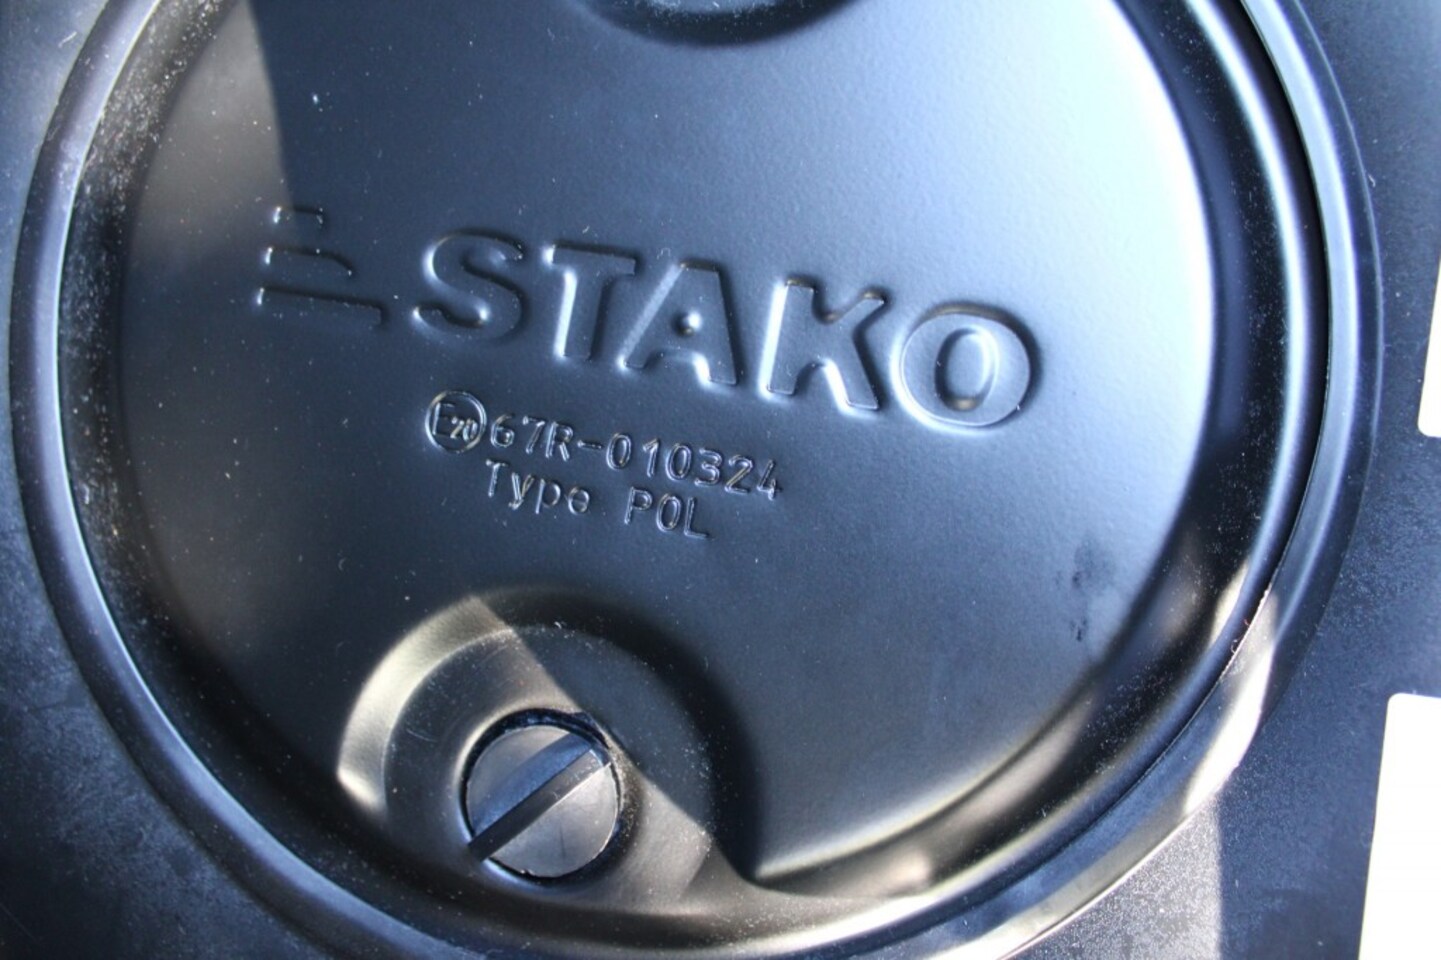 STAKO
E20 67R-010324
Type POL